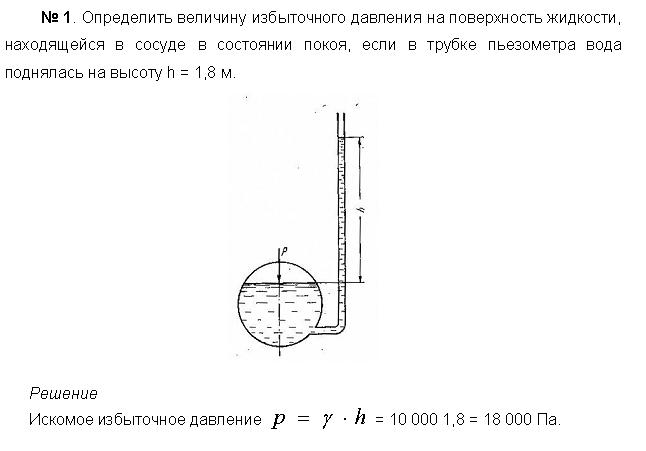 № 1. Определить величину избыточного давления на поверхность жидкости,
находящейся в сосуде в состоянии покоя, если в трубке пьезометра вода
поднялась на высоту h = 1,8 м.
h
P
Решение
Искомое избыточное давление p = γ · h = 10 000 1,8 = 18 000 Па.